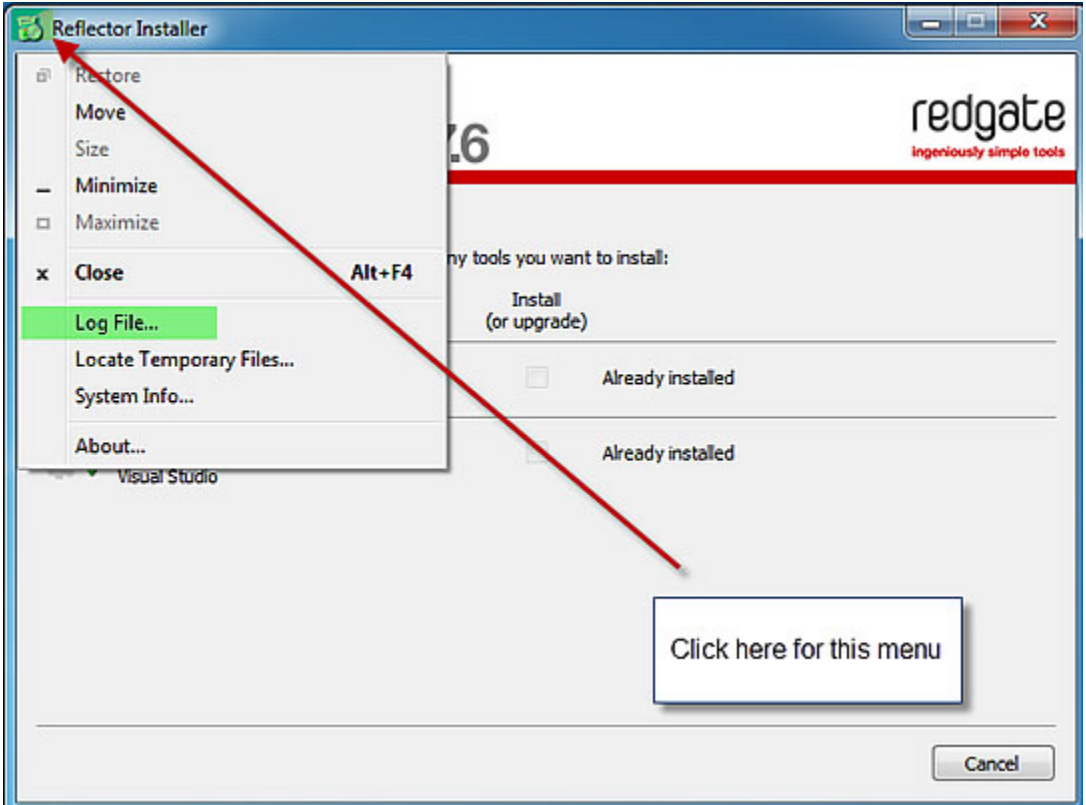 Reflector Installer
Restore
Move
Size
Minimize
Maximize
Close Alt+F4
Log File...
Locate Temporary Files...
System Info...
About...
7.6
redgate
ingeniously simple tools
ny tools you want to install:
Install
(or upgrade)
Already installed
Already installed
Visual Studio
Click here for this menu
Cancel